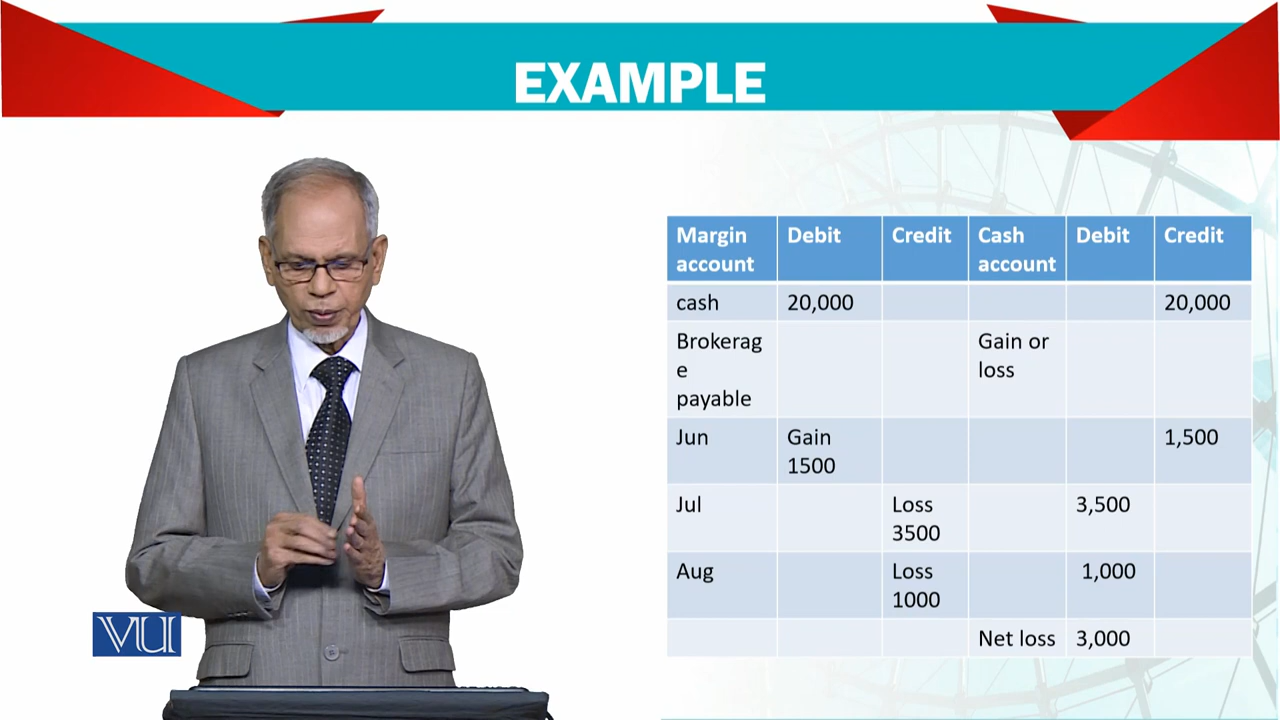 EXAMPLE
Margin account | Debit | Credit | Cash account | Debit | Credit
cash | 20,000 | | | | 20,000
Brokerag e payable | | | Gain or loss | |
Jun | Gain 1500 | | | | 1,500
Jul | | Loss 3500 | | 3,500 |
Aug | | Loss 1000 | | 1,000 |
| | | Net loss | 3,000 |
VU